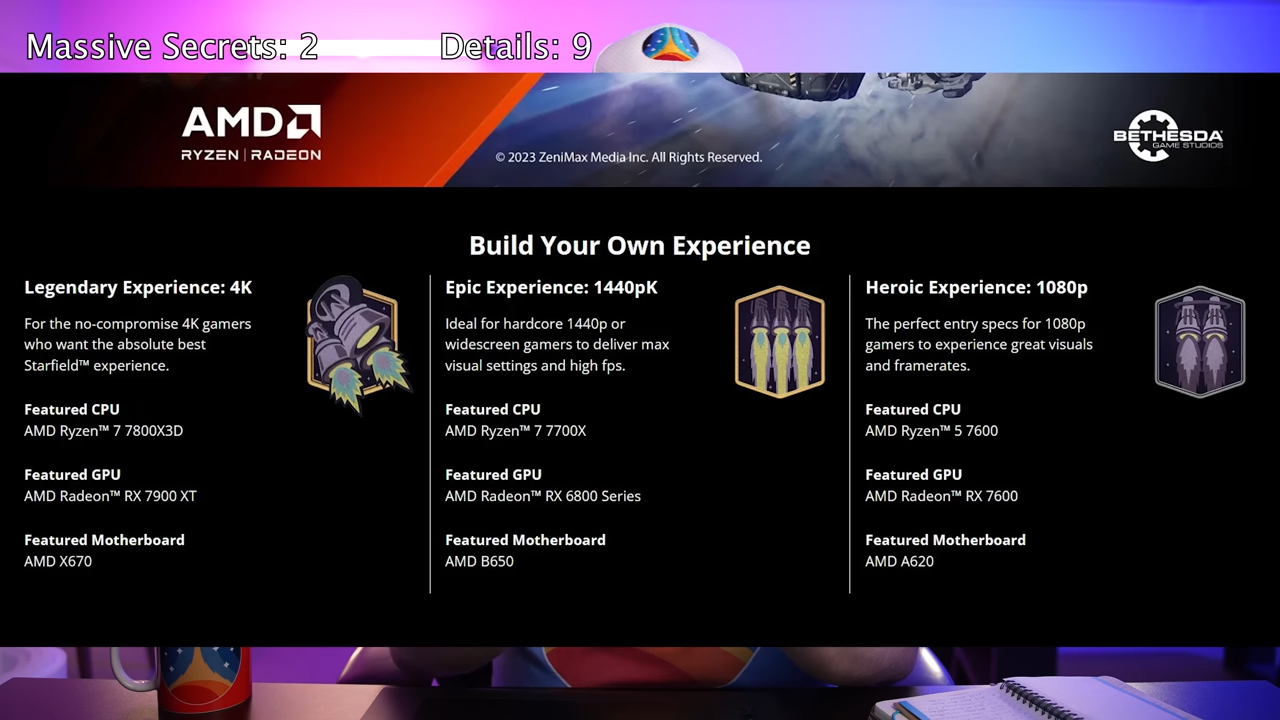 Massive Secrets: 2
Details: 9
AMD
RYZEN | RADEON
© 2023 ZeniMax Media Inc. All Rights Reserved.
BETHESDA
GAME STUDIOS
Build Your Own Experience
Legendary Experience: 4K
For the no-compromise 4K gamers
who want the absolute best
Starfield™ experience.
Featured CPU
AMD Ryzen™ 7 7800X3D
Featured GPU
AMD Radeon™ RX 7900 XT
Featured Motherboard
AMD X670
Epic Experience: 1440pK
Ideal for hardcore 1440p or
widescreen gamers to deliver max
visual settings and high fps.
Featured CPU
AMD Ryzen™ 7 7700X
Featured GPU
AMD Radeon™ RX 6800 Series
Featured Motherboard
AMD B650
Heroic Experience: 1080p
The perfect entry specs for 1080p
gamers to experience great visuals
and framerates.
Featured CPU
AMD Ryzen™ 5 7600
Featured GPU
AMD Radeon™ RX 7600
Featured Motherboard
AMD A620